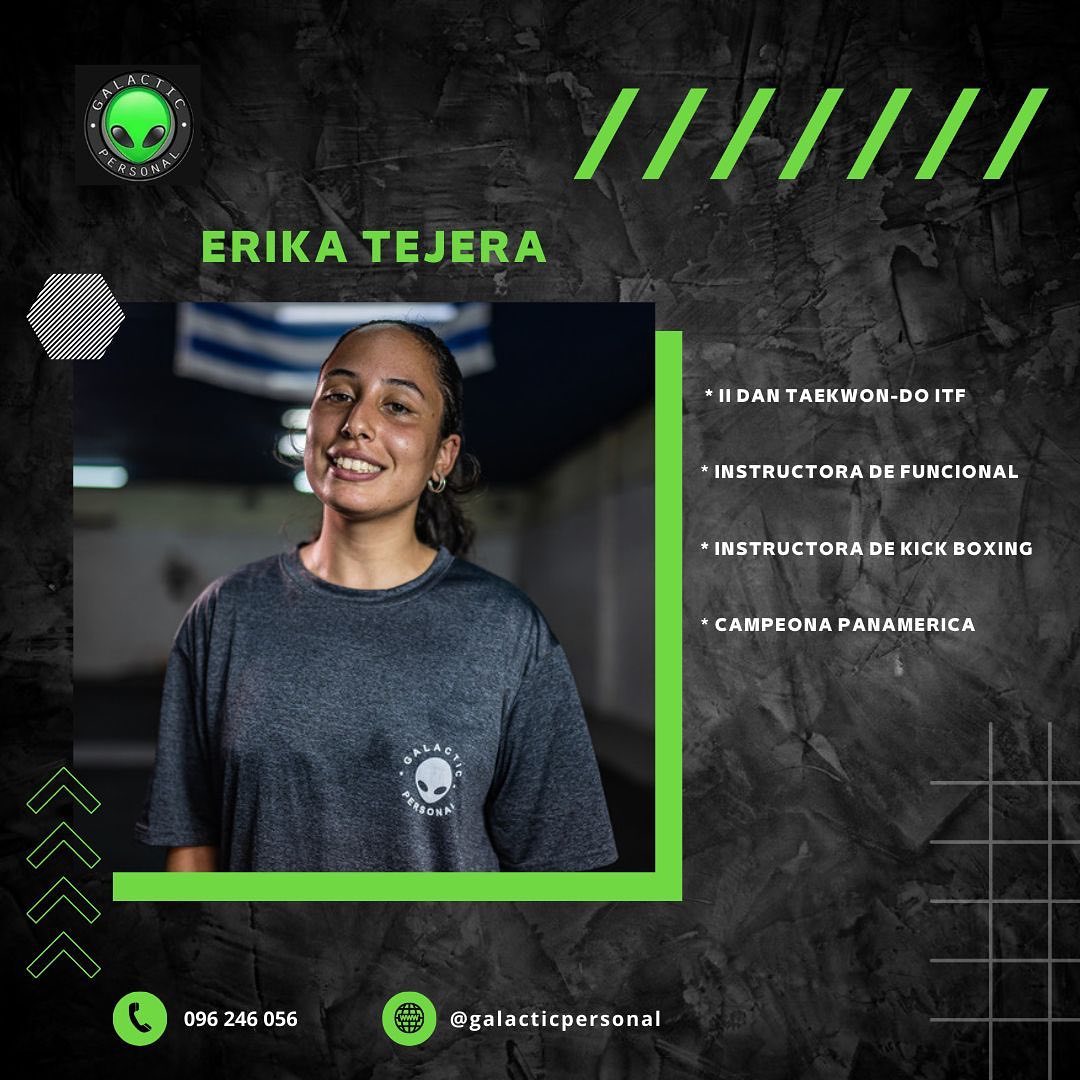 GALACTIC
PERSONAL
ERIKA TEJERA
* II DAN TAEKWON-DO ITF
* INSTRUCTORA DE FUNCIONAL
* INSTRUCTORA DE KICK BOXING
* CAMPEONA PANAMERICA
GALACTIC
PERSONAL
096 246 056
WWW
@galacticpersonal